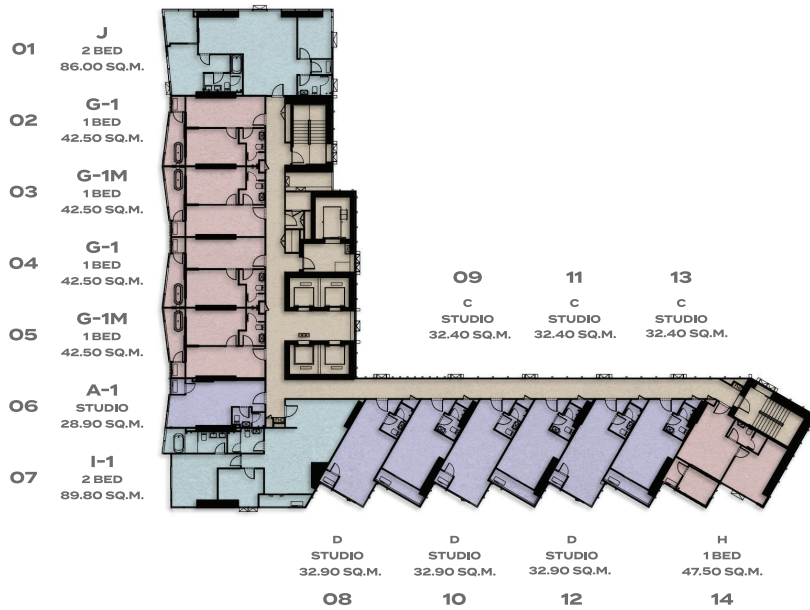 01
J
2 BED
86.00 SQ.M.
02
G-1
1 BED
42.50 SQ.M.
03
G-1M
1 BED
42.50 SQ.M.
04
G-1
1 BED
42.50 SQ.M.
05
G-1M
1 BED
42.50 SQ.M.
06
A-1
STUDIO
28.90 SQ.M.
07
I-1
2 BED
89.80 SQ.M.
09
C
STUDIO
32.40 SQ.M.
11
C
STUDIO
32.40 SQ.M.
13
C
STUDIO
32.40 SQ.M.
D
STUDIO
32.90 SQ.M.
08
D
STUDIO
32.90 SQ.M.
10
D
STUDIO
32.90 SQ.M.
12
H
1 BED
47.50 SQ.M.
14